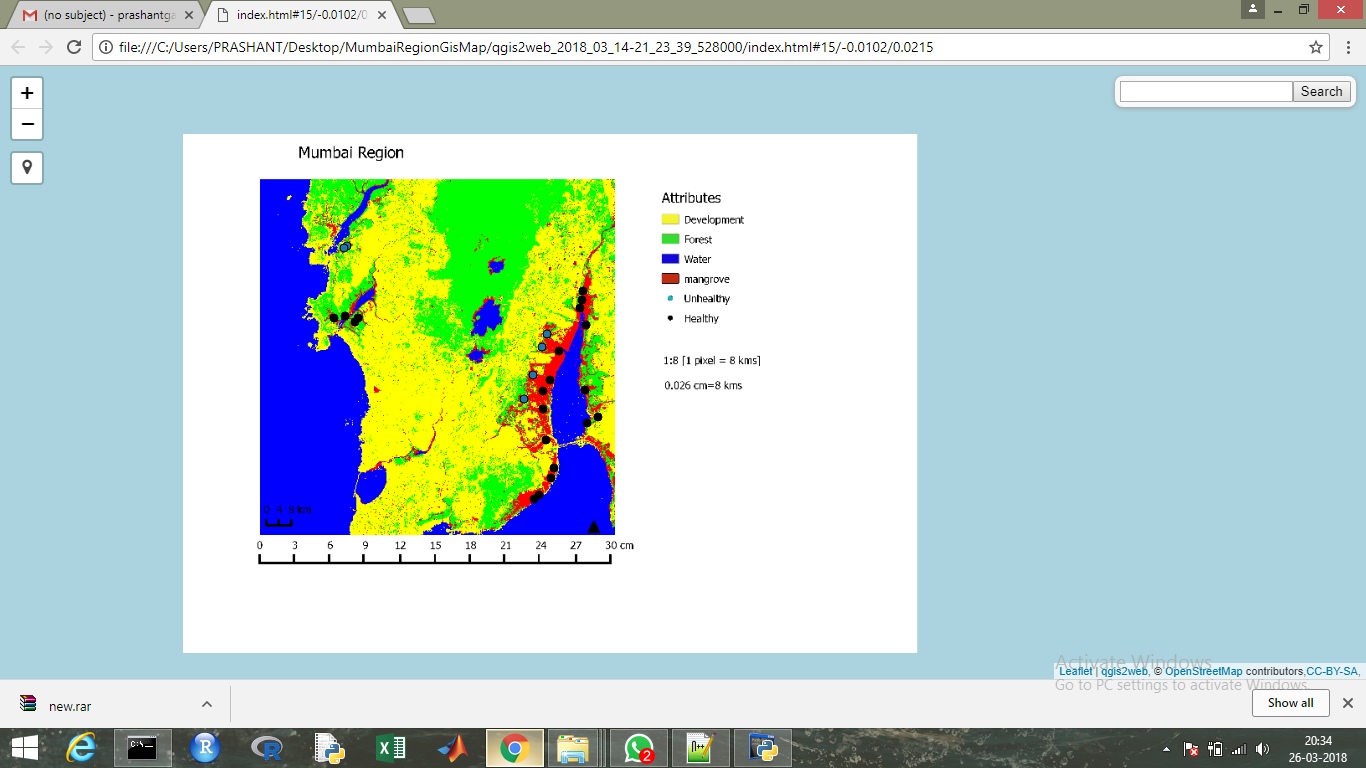 (no subject) - prashantga
index.html#15/-0.0102/0
file:///C:/Users/PRASHANT/Desktop/MumbaiRegionGisMap/qgis2web_2018_03_14-21_23_39_528000/index.html#15/-0.0102/0.0215
+
−
Search
Mumbai Region
Attributes
Development
Forest
Water
mangrove
Unhealthy
Healthy
1:8 [1 pixel = 8 kms]
0.026 cm=8 kms
0 4 8 km
0 3 6 9 12 15 18 21 24 27 30 cm
Activate Windows
Leaflet | qgis2web, © OpenStreetMap contributors,CC-BY-SA,
Go to PC settings to activate Windows.
new.rar
Show all
C:\.
2
20:34
26-03-2018